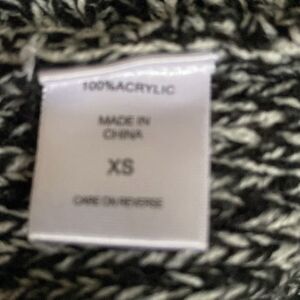 100%ACRYLIC
MADE IN
CHINA
XS
CARE ON REVERSE